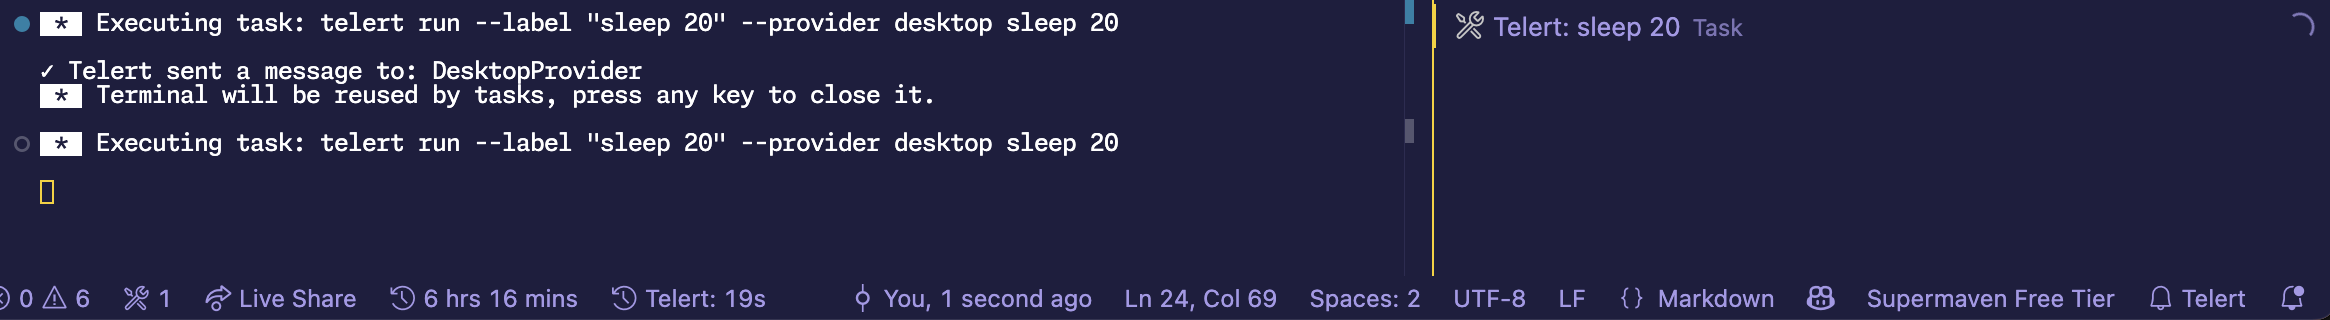 * Executing task: telert run --label "sleep 20" --provider desktop sleep 20
✓ Telert sent a message to: DesktopProvider
* Terminal will be reused by tasks, press any key to close it.
* Executing task: telert run --label "sleep 20" --provider desktop sleep 20
Telert: sleep 20 Task
0 6 1 Live Share 6 hrs 16 mins Telert: 19s You, 1 second ago Ln 24, Col 69 Spaces: 2 UTF-8 LF {} Markdown Supermaven Free Tier Telert